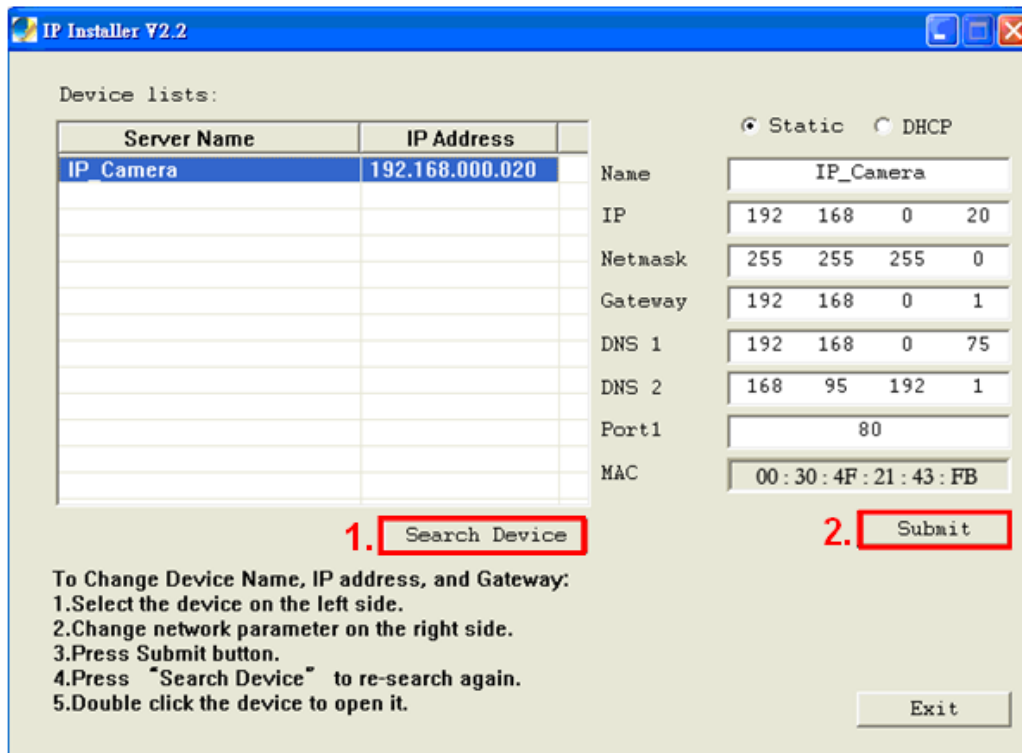 IP Installer V2.2
Device lists:
Server Name IP Address
IP_Camera 192.168.000.020
Static DHCP
Name IP_Camera
IP 192 168 0 20
Netmask 255 255 255 0
Gateway 192 168 0 1
DNS 1 192 168 0 75
DNS 2 168 95 192 1
Port1 80
MAC 00 : 30 : 4F : 21 : 43 : FB
1. Search Device
2. Submit
To Change Device Name, IP address, and Gateway:
1.Select the device on the left side.
2.Change network parameter on the right side.
3.Press Submit button.
4.Press “Search Device” to re-search again.
5.Double click the device to open it.
Exit